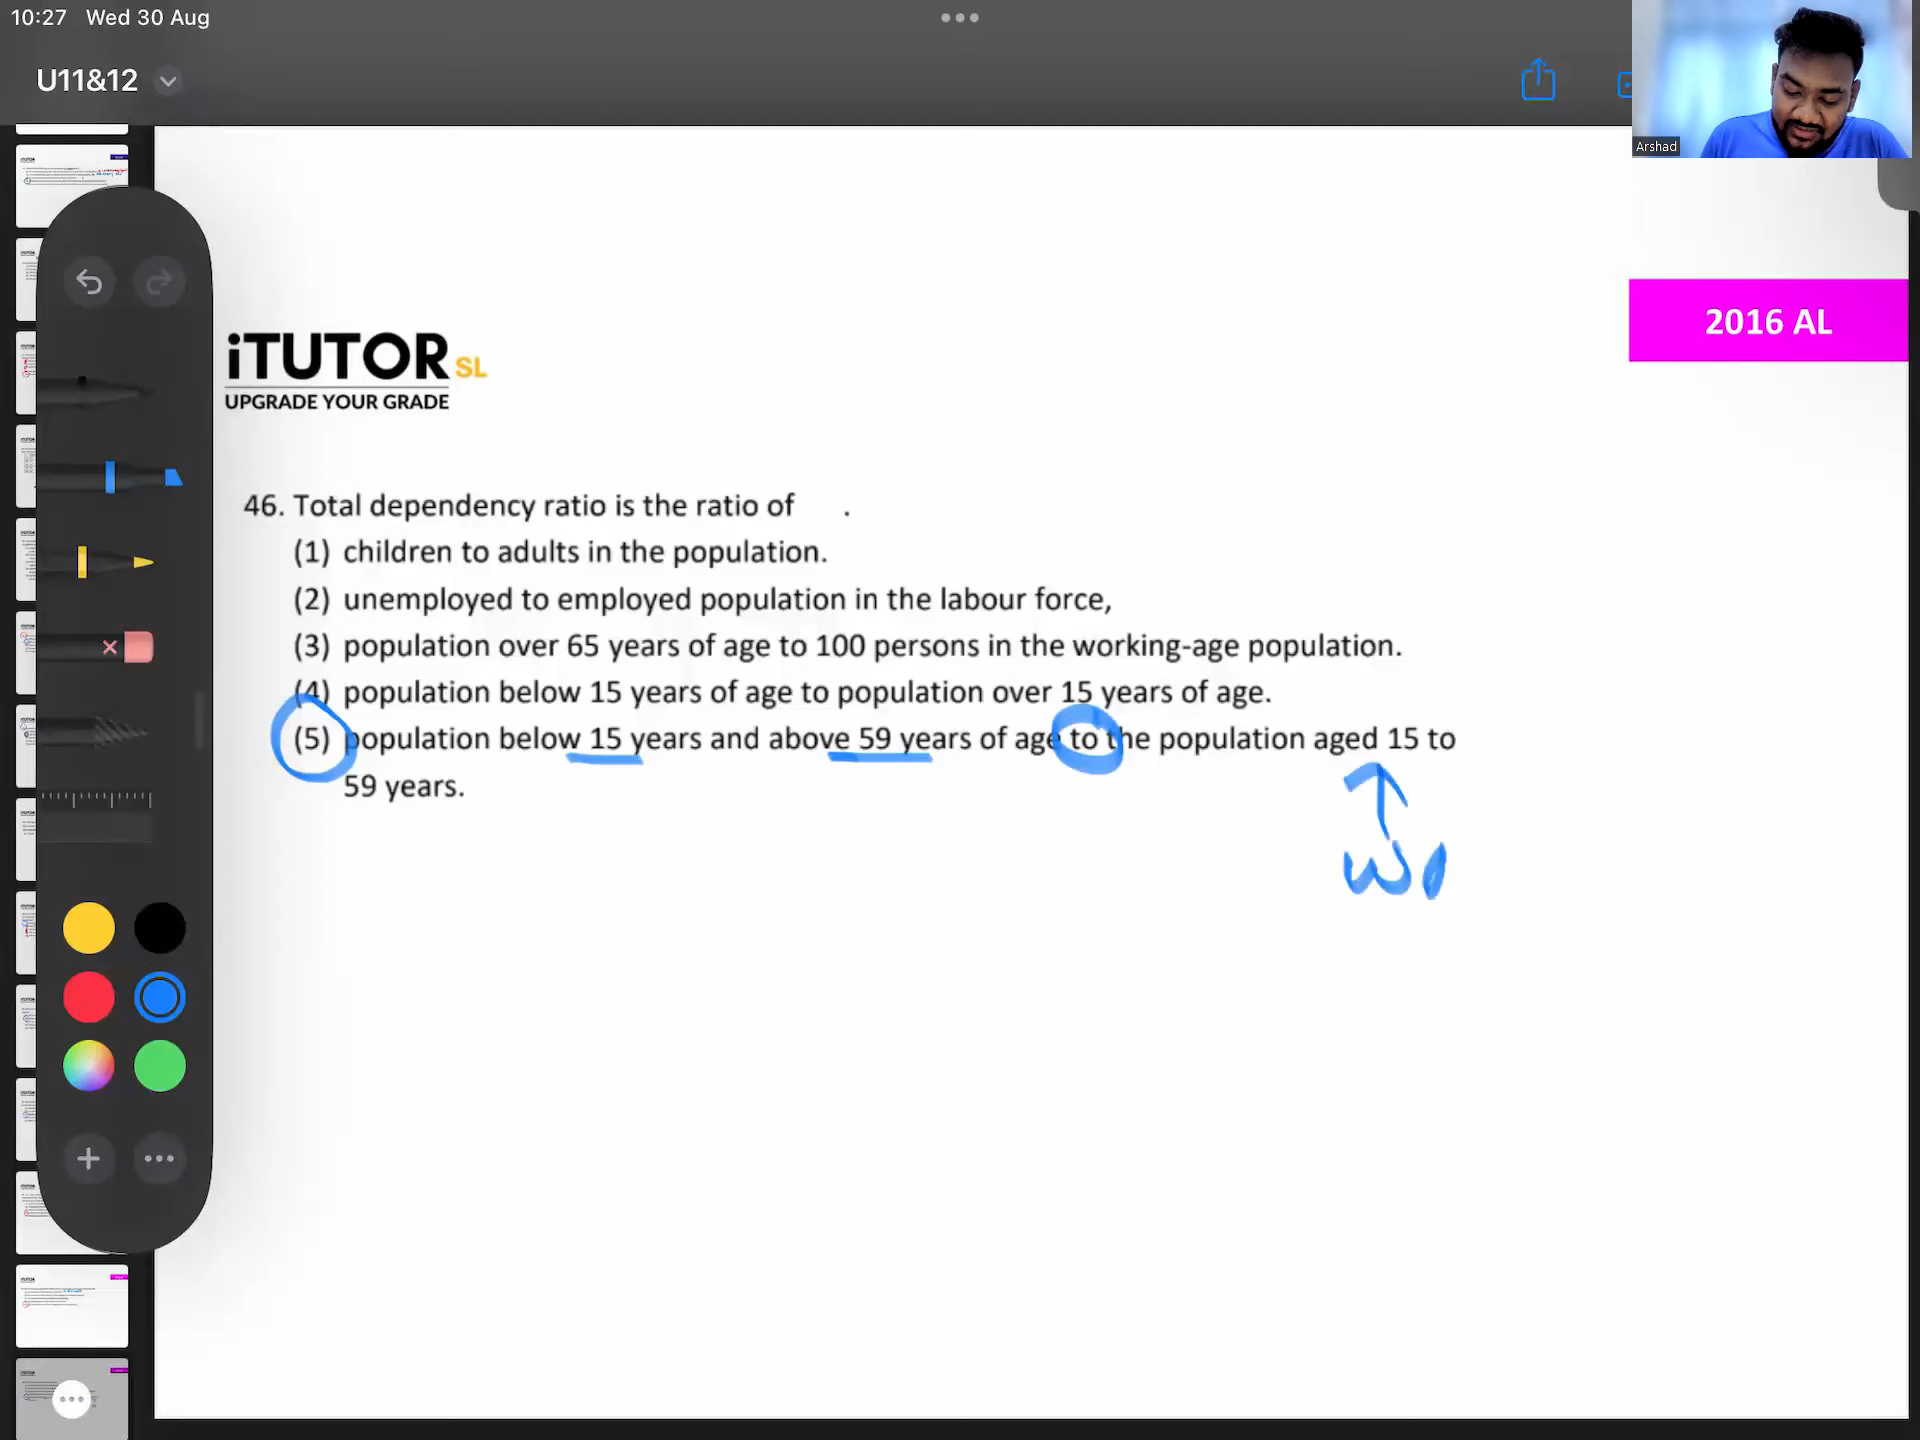 10:27 Wed 30 Aug
U11&12
Arshad
2016 AL
iTUTOR SL
UPGRADE YOUR GRADE
46. Total dependency ratio is the ratio of .
(1) children to adults in the population.
(2) unemployed to employed population in the labour force,
(3) population over 65 years of age to 100 persons in the working-age population.
(4) population below 15 years of age to population over 15 years of age.
(5) population below 15 years and above 59 years of age to the population aged 15 to
59 years.